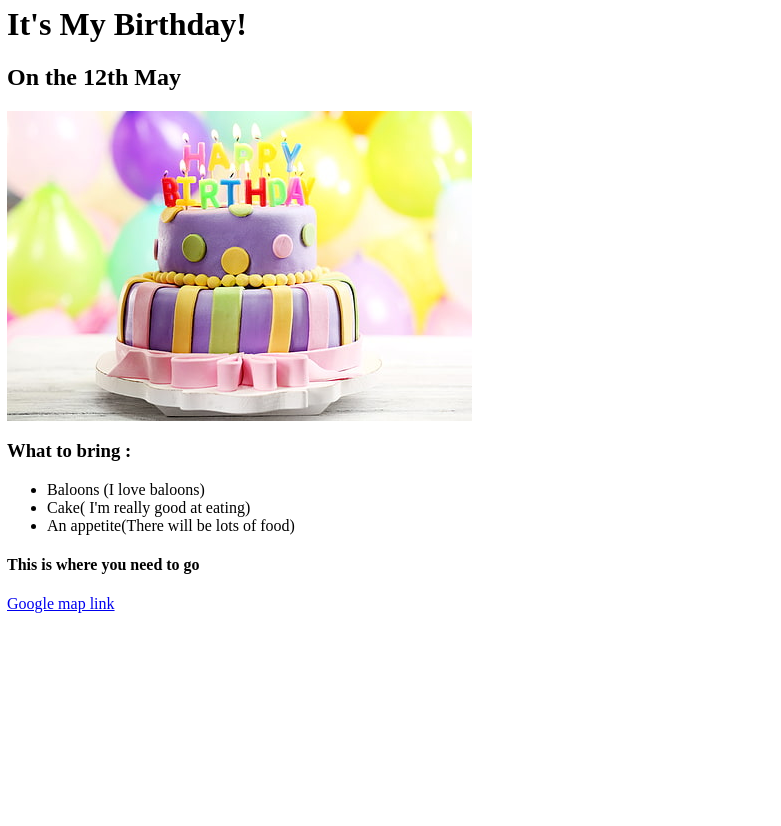 It's My Birthday!
On the 12th May
HAPPY
BIRTHDAY
What to bring :
Baloons (I love baloons)
Cake( I'm really good at eating)
An appetite(There will be lots of food)
This is where you need to go
Google map link